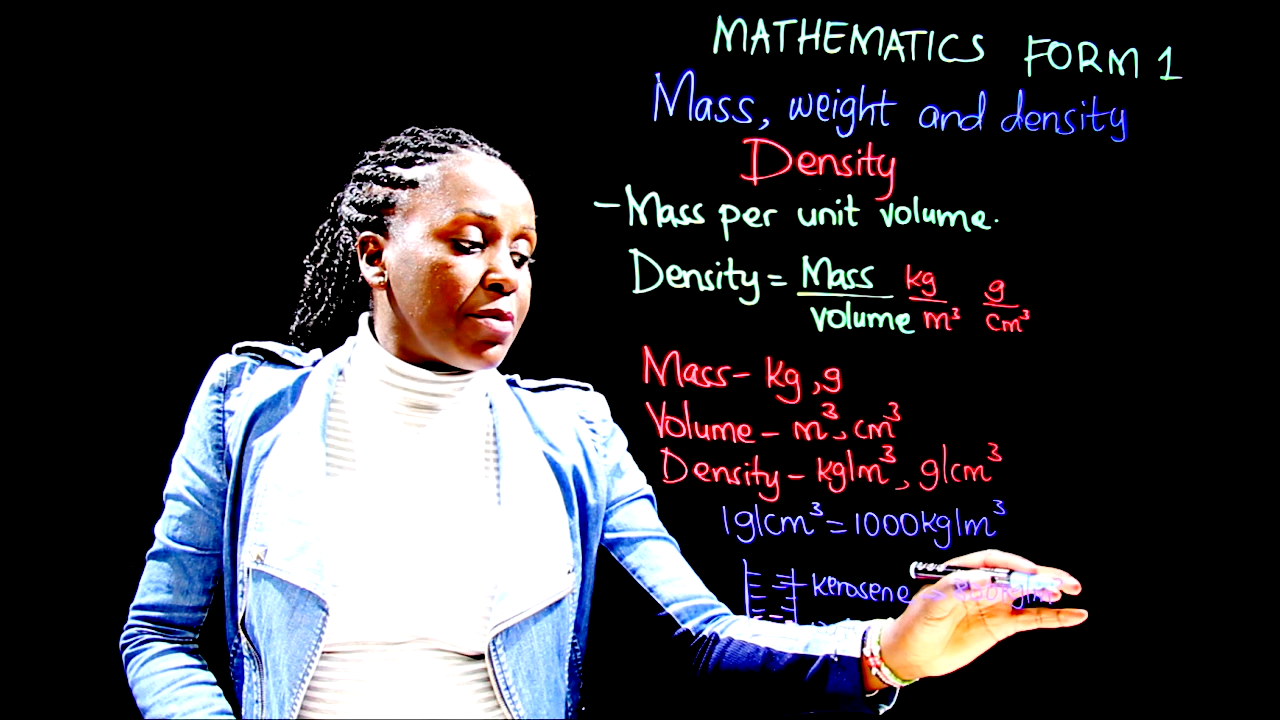 MATHEMATICS FORM 1
Mass, weight and density
Density
- Mass per unit volume.
Density = Mass / volume kg/m³ g/cm³
Mass - kg, g
Volume - m³, cm³
Density - kg/m³, g/cm³
1g/cm³ = 1000kg/m³
kerosene